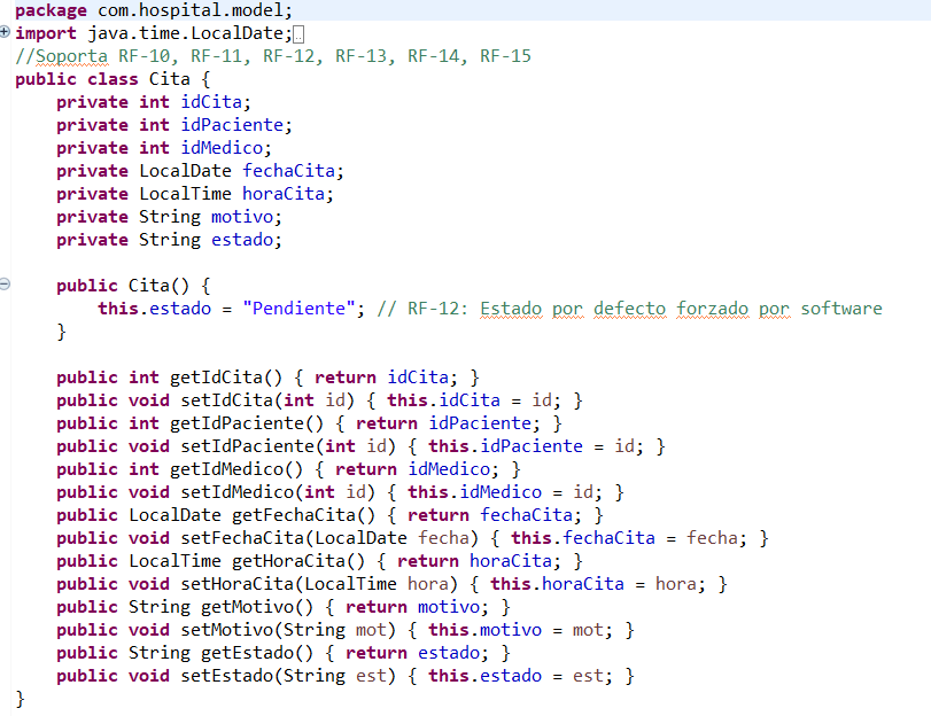 package com.hospital.model;
import java.time.LocalDate;
//Soporta RF-10, RF-11, RF-12, RF-13, RF-14, RF-15
public class Cita {
    private int idCita;
    private int idPaciente;
    private int idMedico;
    private LocalDate fechaCita;
    private LocalTime horaCita;
    private String motivo;
    private String estado;

    public Cita() {
        this.estado = "Pendiente"; // RF-12: Estado por defecto forzado por software
    }

    public int getIdCita() { return idCita; }
    public void setIdCita(int id) { this.idCita = id; }
    public int getIdPaciente() { return idPaciente; }
    public void setIdPaciente(int id) { this.idPaciente = id; }
    public int getIdMedico() { return idMedico; }
    public void setIdMedico(int id) { this.idMedico = id; }
    public LocalDate getFechaCita() { return fechaCita; }
    public void setFechaCita(LocalDate fecha) { this.fechaCita = fecha; }
    public LocalTime getHoraCita() { return horaCita; }
    public void setHoraCita(LocalTime hora) { this.horaCita = hora; }
    public String getMotivo() { return motivo; }
    public void setMotivo(String mot) { this.motivo = mot; }
    public String getEstado() { return estado; }
    public void setEstado(String est) { this.estado = est; }
}